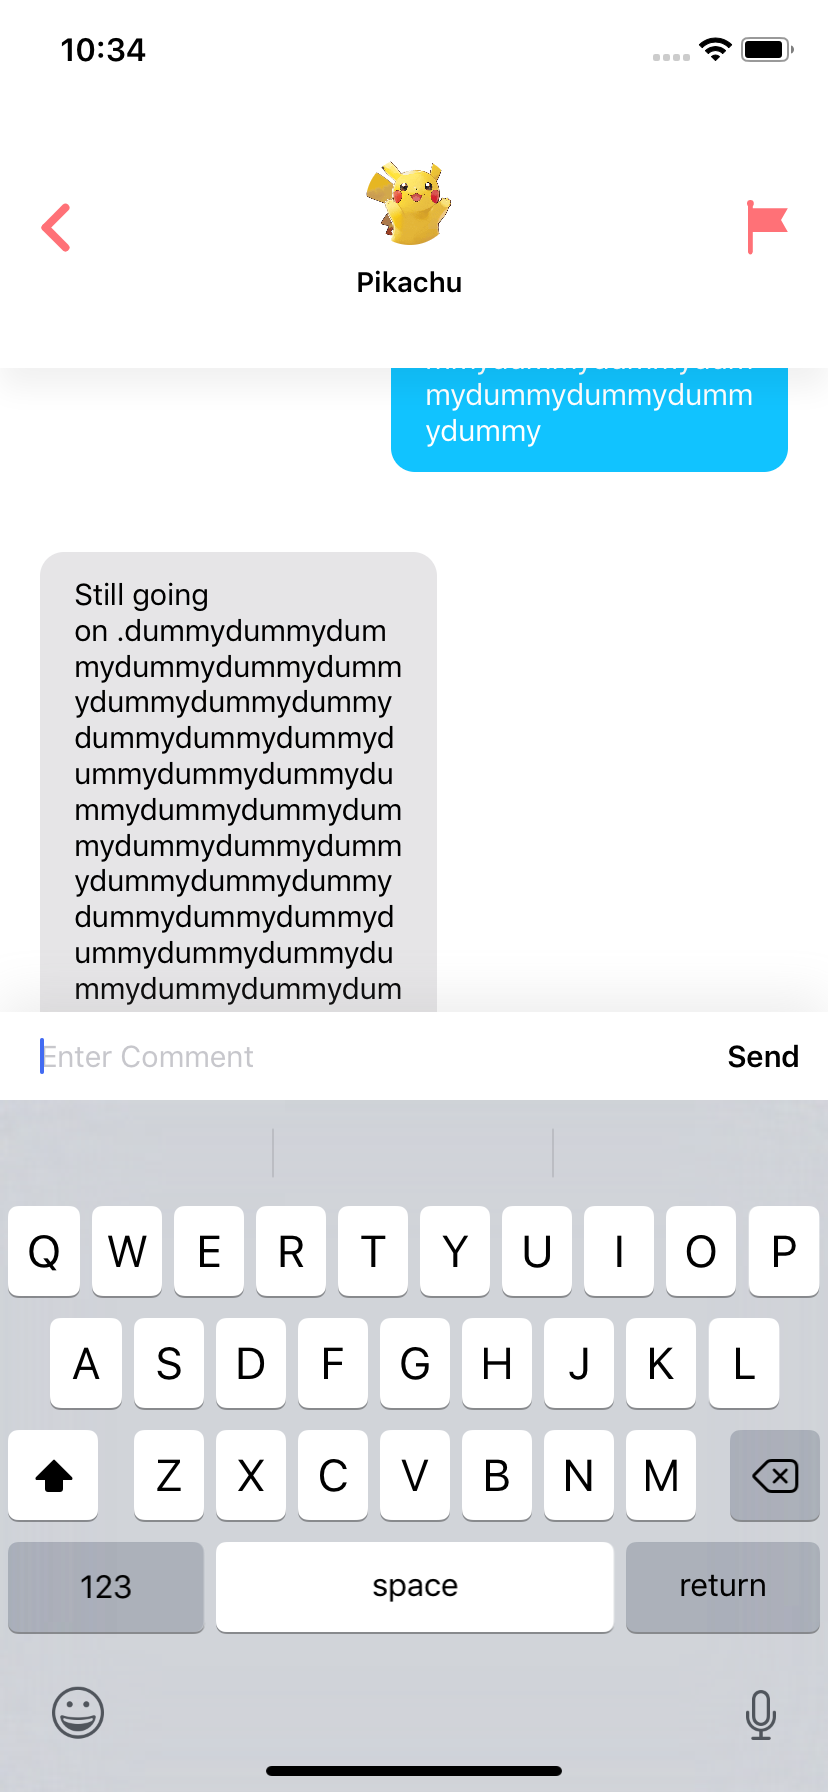 10:34
Pikachu
mydummydummydumm
ydummy
Still going
on .dummydummydum
mydummydummydumm
ydummydummydummy
dummydummydummyd
ummydummydummydu
mmydummydummydum
mydummydummydumm
ydummydummydummy
dummydummydummyd
ummydummydummydu
mmydummydummydum
Enter Comment
Send
Q W E R T Y U I O P
A S D F G H J K L
Z X C V B N M
123 space return